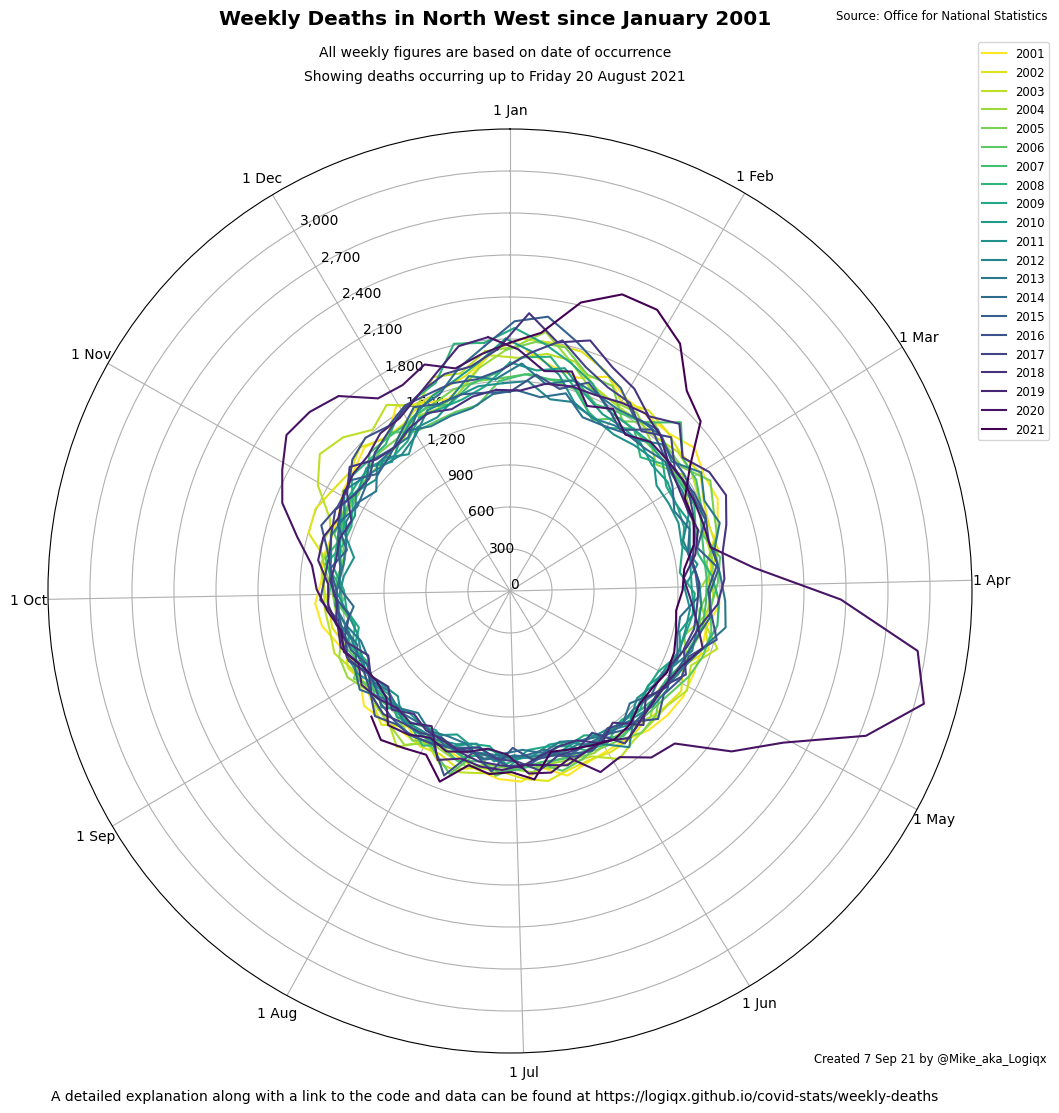 Weekly Deaths in North West since January 2001
Source: Office for National Statistics
All weekly figures are based on date of occurrence
Showing deaths occurring up to Friday 20 August 2021
2001
2002
2003
2004
2005
2006
2007
2008
2009
2010
2011
2012
2013
2014
2015
2016
2017
2018
2019
2020
2021
1 Jan
1 Feb
1 Mar
1 Apr
1 May
1 Jun
1 Jul
1 Aug
1 Sep
1 Oct
1 Nov
1 Dec
3,000
2,700
2,400
2,100
1,800
1,200
900
600
300
0
Created 7 Sep 21 by @Mike_aka_Logiqx
A detailed explanation along with a link to the code and data can be found at https://logiqx.github.io/covid-stats/weekly-deaths